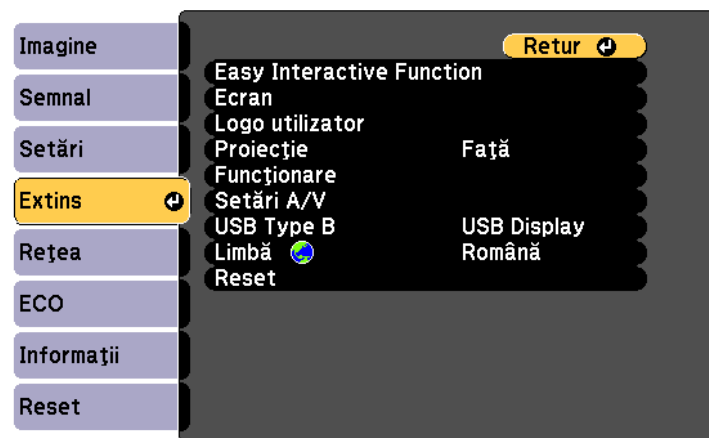 Imagine
Semnal
Setări
Extins
Reţea
ECO
Informaţii
Reset
Retur
Easy Interactive Function
Ecran
Logo utilizator
Proiecţie Faţă
Funcţionare
Setări A/V
USB Type B USB Display
Limbă Română
Reset